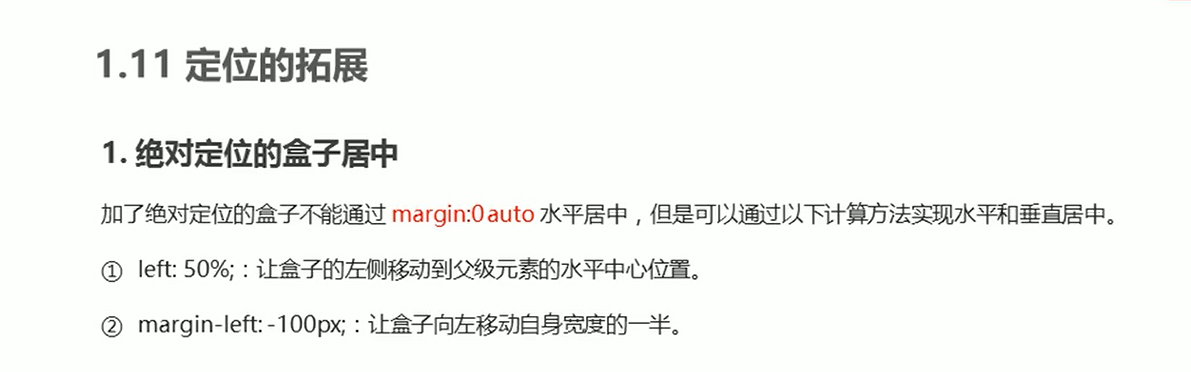 1.11 定位的拓展
1. 绝对定位的盒子居中
加了绝对定位的盒子不能通过 margin:0 auto 水平居中，但是可以通过以下计算方法实现水平和垂直居中。
① left: 50%;：让盒子的左侧移动到父级元素的水平中心位置。
② margin-left: -100px;：让盒子向左移动自身宽度的一半。